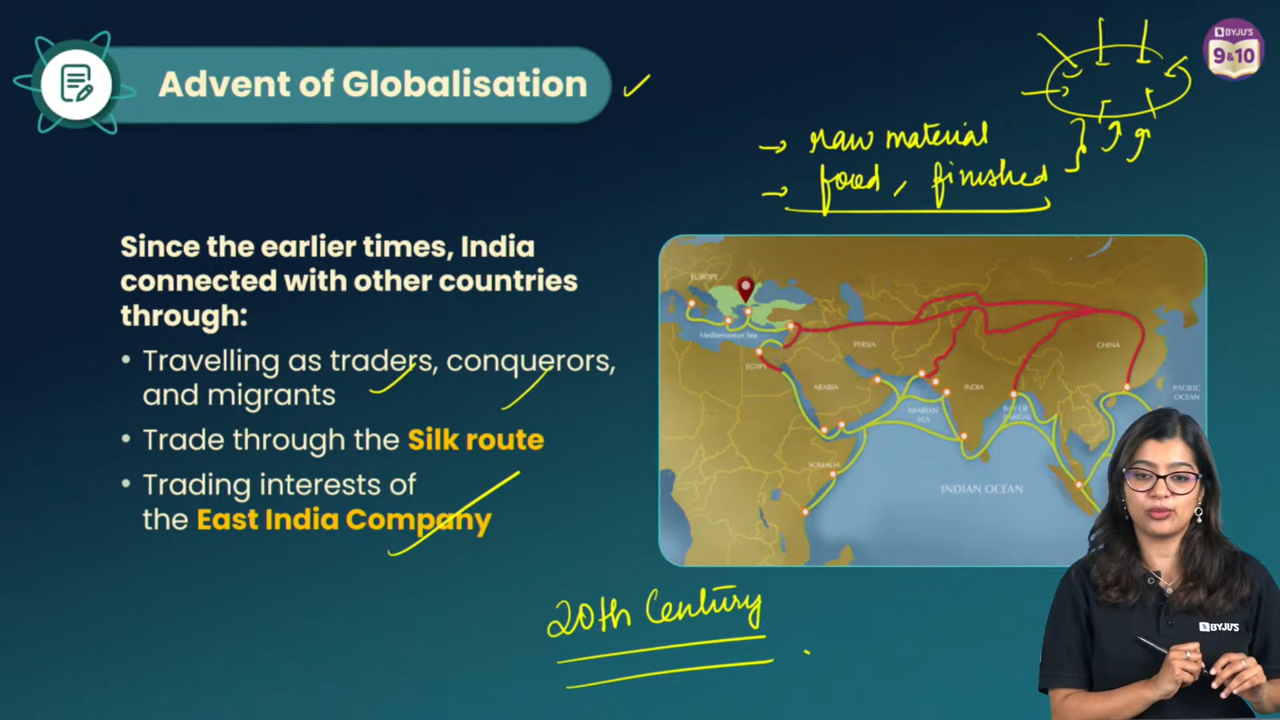 Advent of Globalisation
BYJU'S
9&10
→ raw material
→ food, finished
Since the earlier times, India
connected with other countries
through:
• Travelling as traders, conquerors,
and migrants
• Trade through the Silk route
• Trading interests of
the East India Company
EUROPE
Mediterranean Sea
EGYPT
PERSIA
ARABIA
ARABIAN
SEA
INDIA
BAY OF
BENGAL
CHINA
PACIFIC
OCEAN
SOMALIA
INDIAN OCEAN
20th Century
BYJU'S